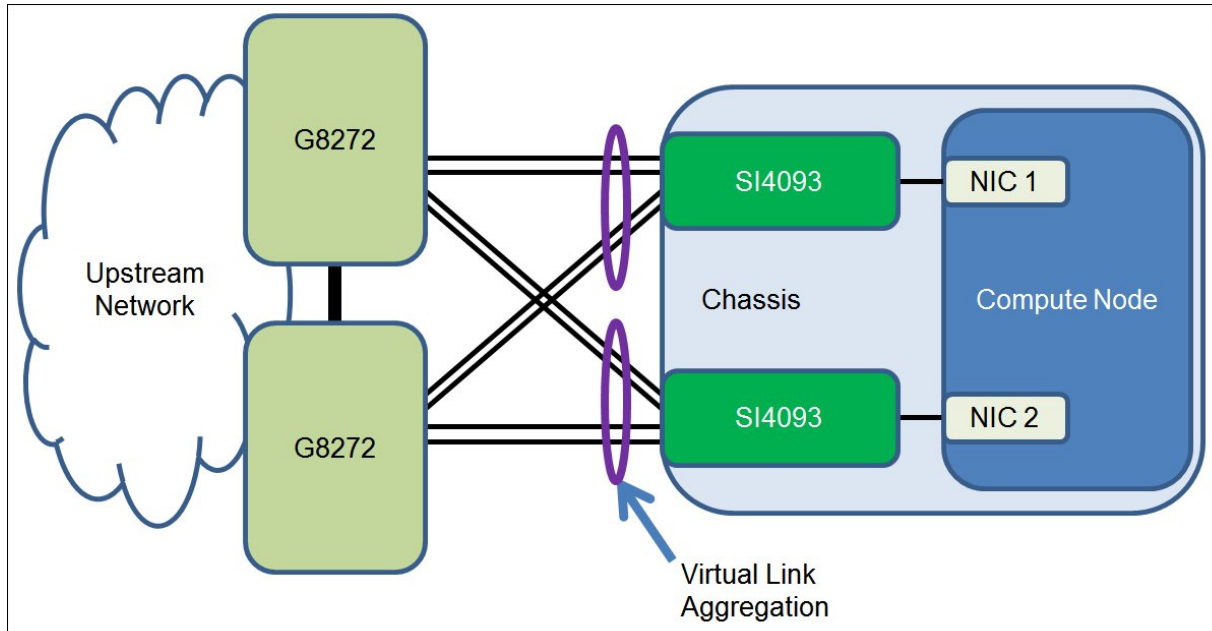 G8272
Upstream
Network
G8272
SI4093
NIC 1
Chassis
Compute Node
SI4093
NIC 2
Virtual Link
Aggregation